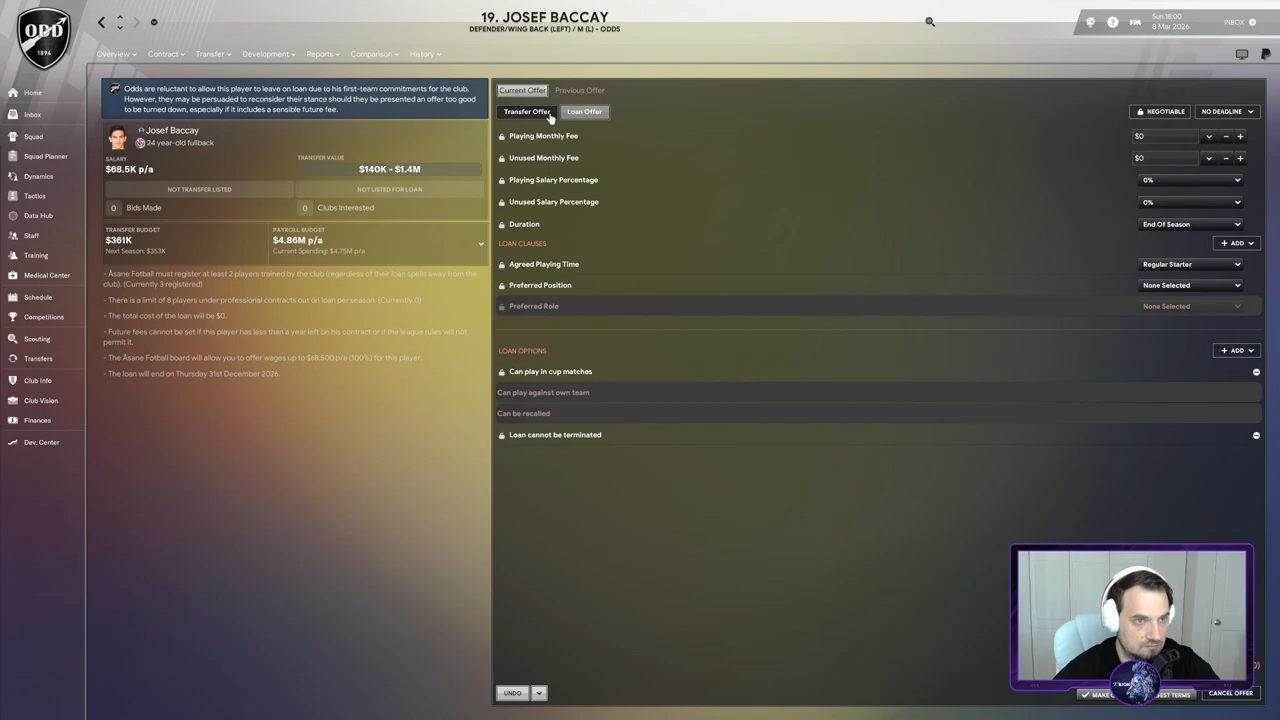 19. JOSEF BACCAY
DEFENDER/WING BACK (LEFT) / M (L) - ODDS
ODD
1894
FM
Sun 18:00
8 Mar 2026
INBOX
Overview
Contract
Transfer
Development
Reports
Comparison
History
Home
Inbox
Squad
Squad Planner
Dynamics
Tactics
Data Hub
Staff
Training
Medical Center
Schedule
Competitions
Scouting
Transfers
Club Info
Club Vision
Finances
Dev. Center
Odds are reluctant to allow this player to leave on loan due to his first-team commitments for the club.
However, they may be persuaded to reconsider their stance should they be presented an offer too good
to be turned down, especially if it includes a sensible future fee.
Josef Baccay
24 year-old fullback
SALARY
$68.5K p/a
TRANSFER VALUE
$140K - $1.4M
NOT TRANSFER LISTED
NOT LISTED FOR LOAN
0 Bids Made
0 Clubs Interested
TRANSFER BUDGET
$361K
Next Season: $353K
PAYROLL BUDGET
$4.86M p/a
Current Spending: $4.75M p/a
- Åsane Fotball must register at least 2 players trained by the club (regardless of their loan spells away from the
club). (Currently 3 registered)
- There is a limit of 8 players under professional contracts out on loan per season. (Currently 0)
- The total cost of the loan will be $0.
- Future fees cannot be set if this player has less than a year left on his contract or if the league rules will not
permit it.
- The Åsane Fotball board will allow you to offer wages up to $68,500 p/a (100%) for this player.
- The loan will end on Thursday 31st December 2026.
Current Offer
Previous Offer
Transfer Offer
Loan Offer
NEGOTIABLE
NO DEADLINE
Playing Monthly Fee
$0
Unused Monthly Fee
$0
Playing Salary Percentage
0%
Unused Salary Percentage
0%
Duration
End Of Season
LOAN CLAUSES
ADD
Agreed Playing Time
Regular Starter
Preferred Position
None Selected
Preferred Role
None Selected
LOAN OPTIONS
ADD
Can play in cup matches
Can play against own team
Can be recalled
Loan cannot be terminated
UNDO
MAKE
TERMS
CANCEL OFFER